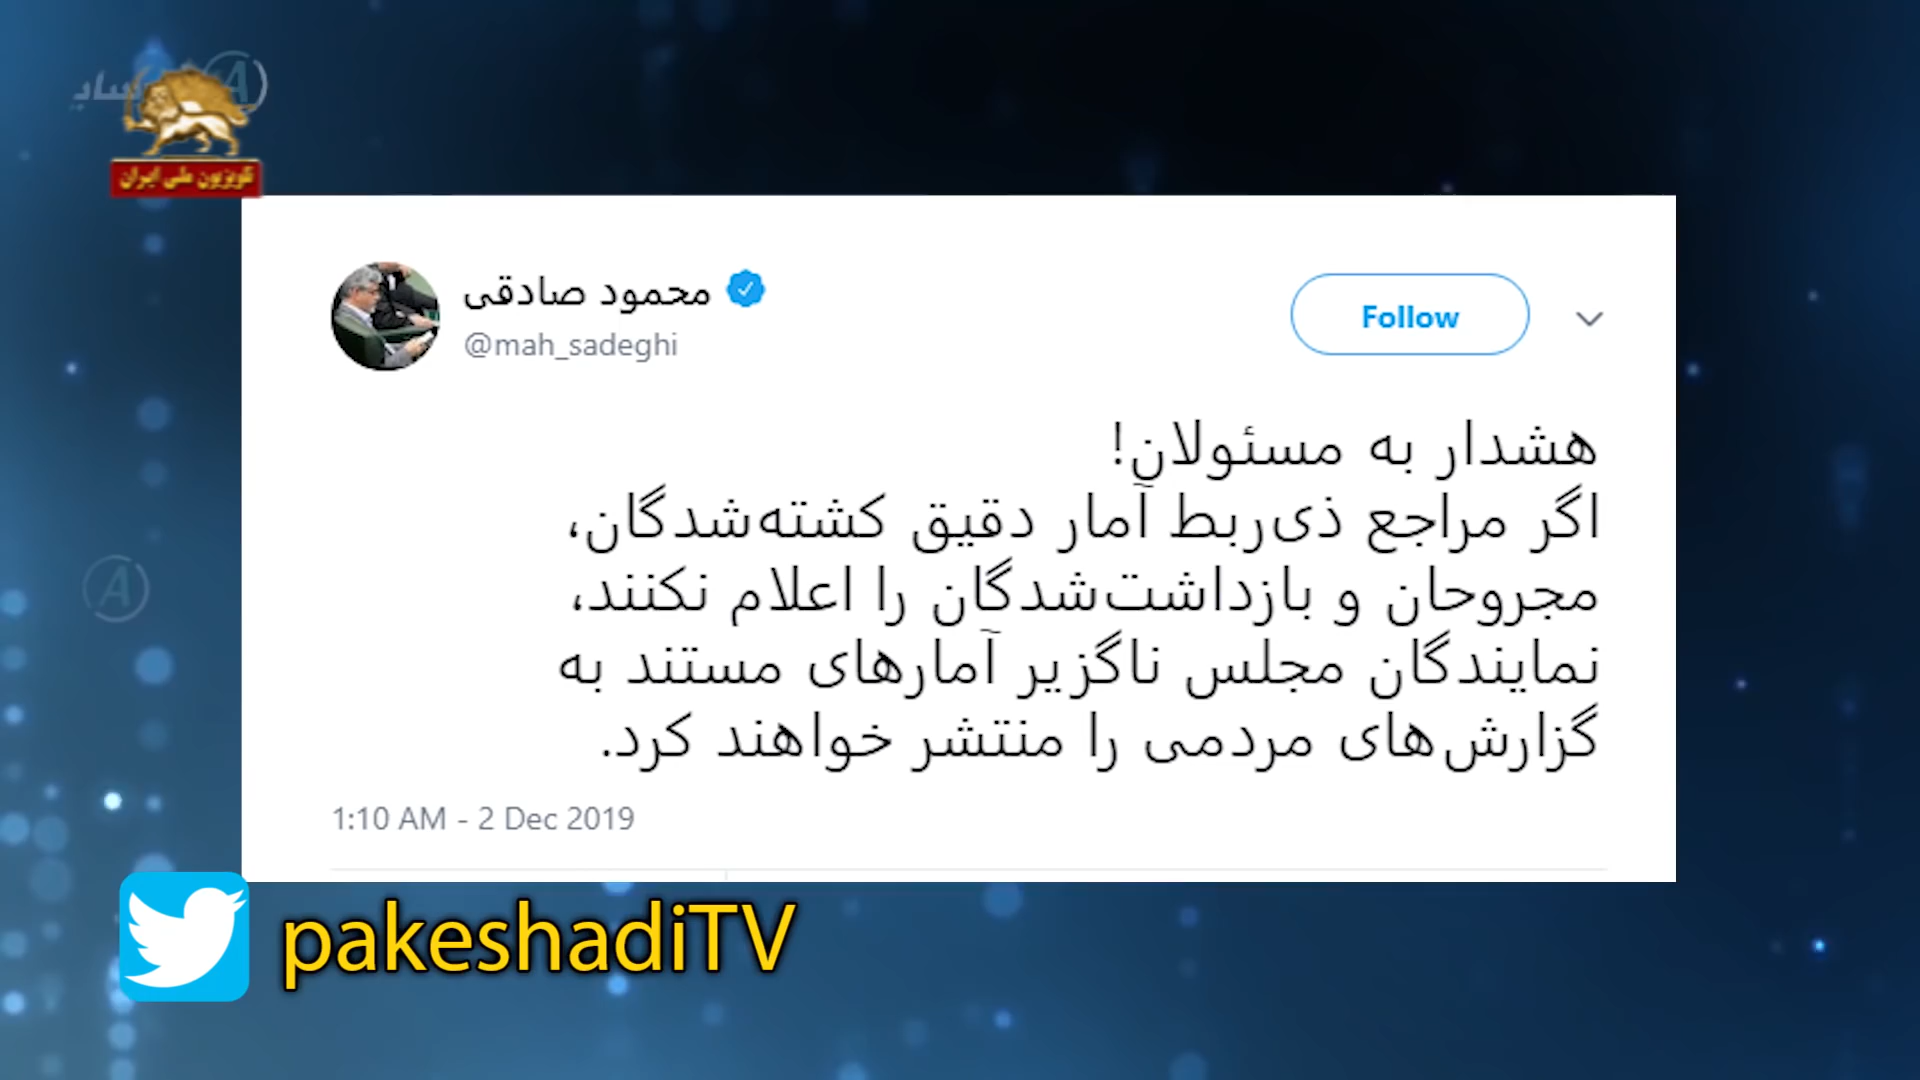 تلویزیون ملی ایران
محمود صادقی
@mah_sadeghi
Follow
هشدار به مسئولان!
اگر مراجع ذی‌ربط آمار دقیق کشته‌شدگان،
مجروحان و بازداشت‌شدگان را اعلام نکنند،
نمایندگان مجلس ناگزیر آمارهای مستند به
گزارش‌های مردمی را منتشر خواهند کرد.
1:10 AM - 2 Dec 2019
pakeshadiTV